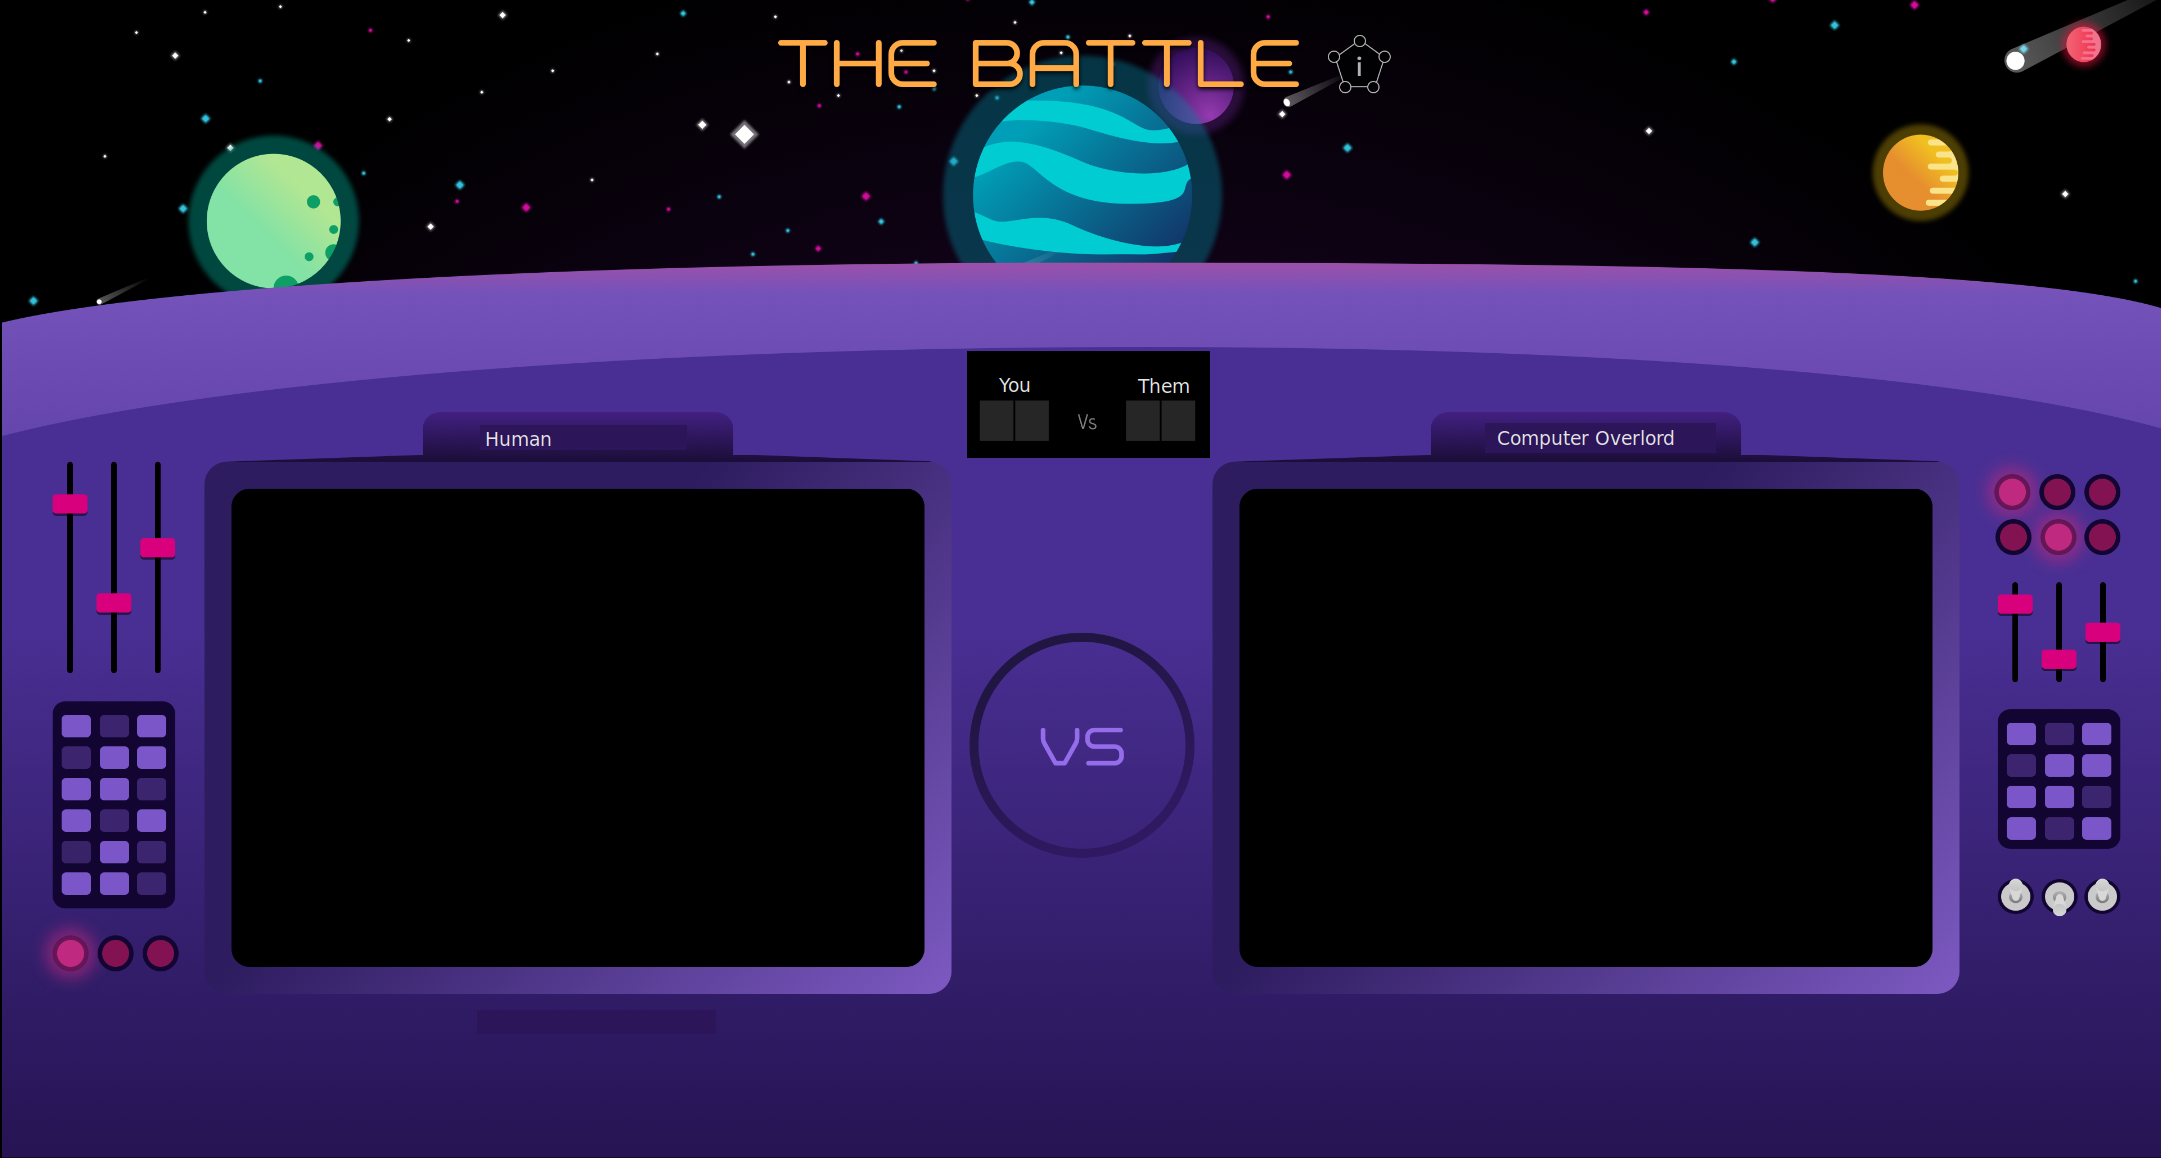 THE BATTLE
i
You
Them
Vs
Human
Computer Overlord
VS